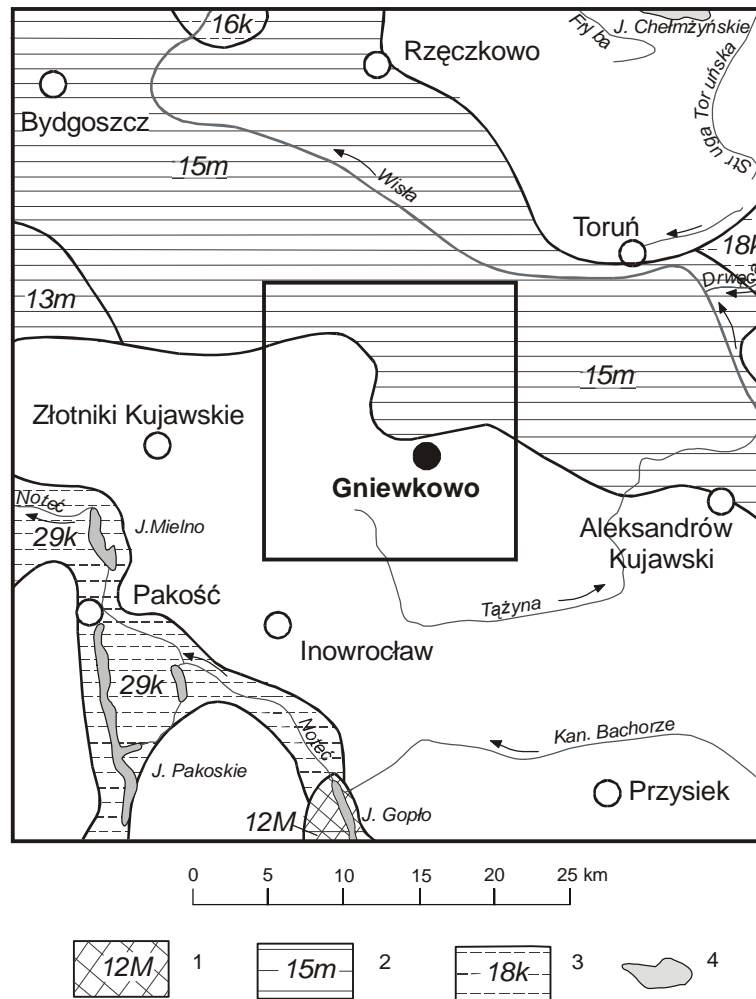 16k
Rzęczkowo
Fryba
J. Chełmżyńskie
Struga Toruńska
Bydgoszcz
15m
Wisła
Toruń
18k
Drwęca
13m
15m
Złotniki Kujawskie
Gniewkowo
Noteć
29k
J.Mielno
Aleksandrów
Kujawski
Pakość
Tążyna
Inowrocław
29k
Noteć
Kan. Bachorze
J. Pakoskie
Przysiek
12M
J. Gopło
0 5 10 15 20 25 km
12M 1 15m 2 18k 3 4